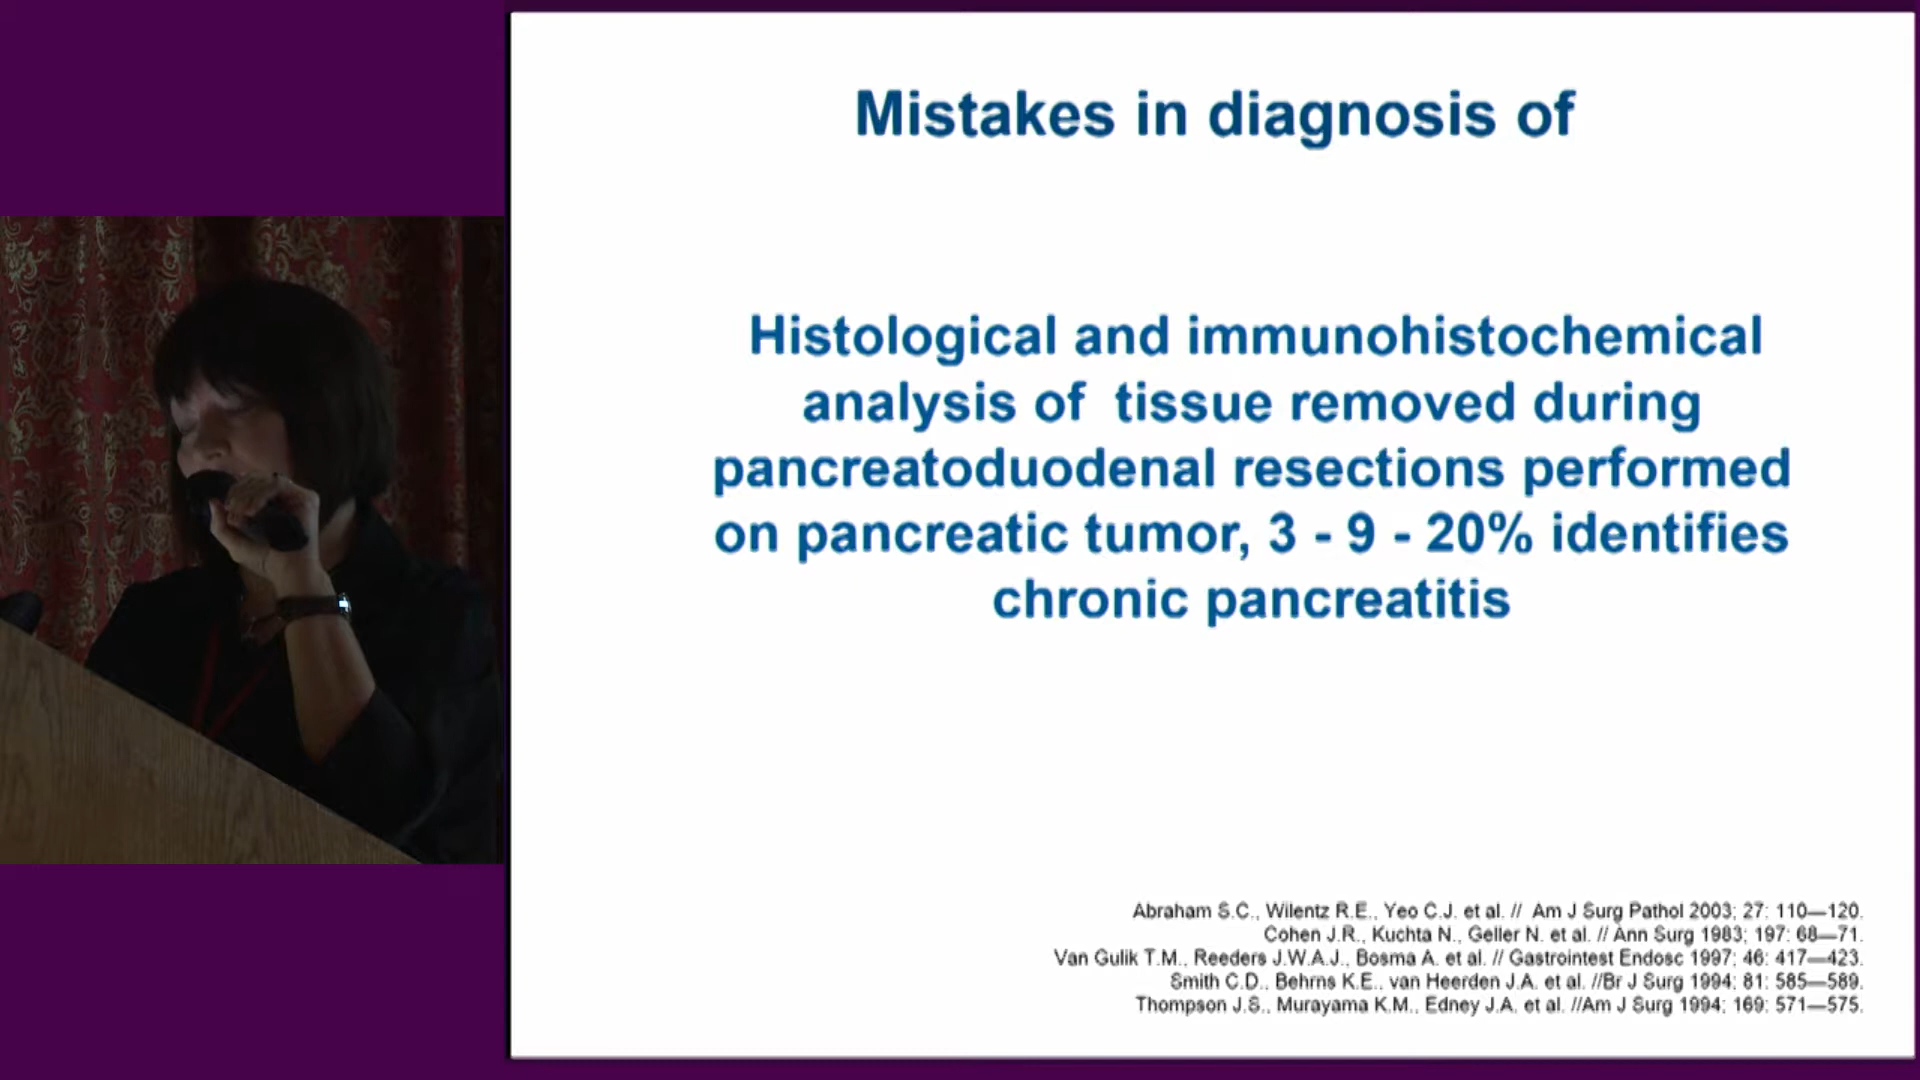 Mistakes in diagnosis of
Histological and immunohistochemical
analysis of tissue removed during
pancreatoduodenal resections performed
on pancreatic tumor, 3 - 9 - 20% identifies
chronic pancreatitis
Abraham S.C., Wilentz R.E., Yeo C.J. et al. // Am J Surg Pathol 2003; 27: 110—120.
Cohen J.R., Kuchta N., Geller N. et al. // Ann Surg 1983; 197: 68—71.
Van Gulik T.M., Reeders J.W.A.J., Bosma A. et al. // Gastrointest Endosc 1997; 46: 417—423.
Smith C.D., Behrns K.E., van Heerden J.A. et al. //Br J Surg 1994; 81: 585—589.
Thompson J.S., Murayama K.M., Edney J.A. et al. //Am J Surg 1994; 169: 571—575.